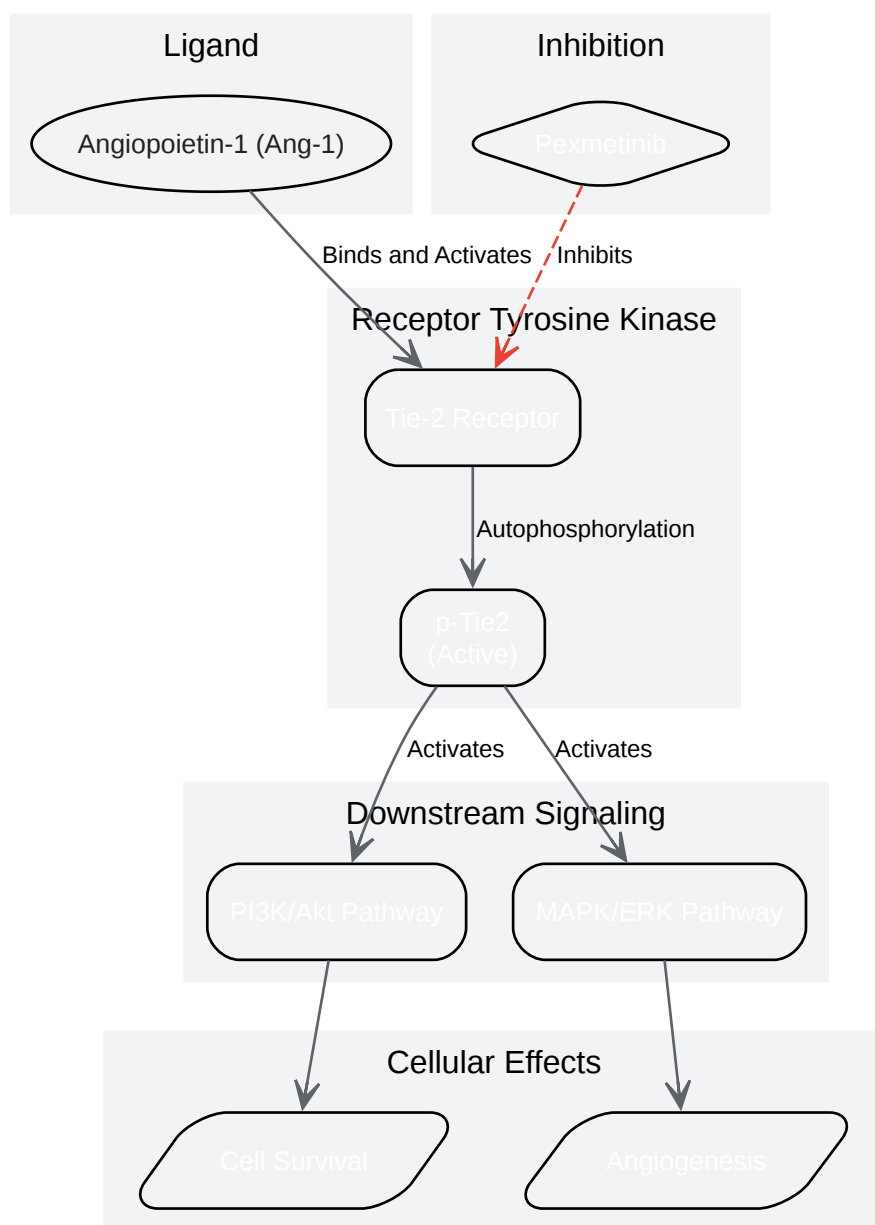 Ligand
Inhibition
Angiopoietin-1 (Ang-1)
Pexmetinib
Binds and Activates
Inhibits
Receptor Tyrosine Kinase
Tie-2 Receptor
Autophosphorylation
p-Tie2
(Active)
Activates
Activates
Downstream Signaling
PI3K/Akt Pathway
MAPK/ERK Pathway
Cellular Effects
Cell Survival
Angiogenesis